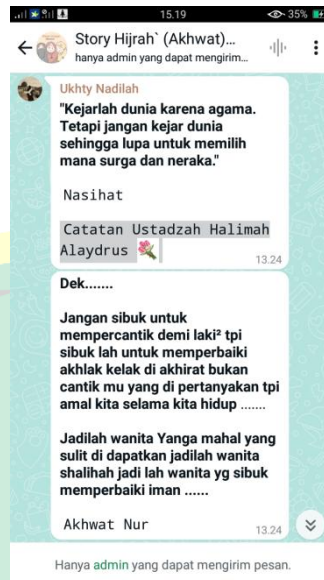 15.19
35%
Story Hijrah` (Akhwat)...
hanya admin yang dapat mengirim...
Ukhty Nadilah
"Kejarlah dunia karena agama.
Tetapi jangan kejar dunia
sehingga lupa untuk memilih
mana surga dan neraka."
Nasihat
Catatan Ustadzah Halimah
Alaydrus 💐
13.24
Dek.......
Jangan sibuk untuk
mempercantik demi laki² tpi
sibuk lah untuk memperbaiki
akhlak kelak di akhirat bukan
cantik mu yang di pertanyakan tpi
amal kita selama kita hidup .......
Jadilah wanita Yanga mahal yang
sulit di dapatkan jadilah wanita
shalihah jadi lah wanita yg sibuk
memperbaiki iman ......
Akhwat Nur
13.24
Hanya admin yang dapat mengirim pesan.